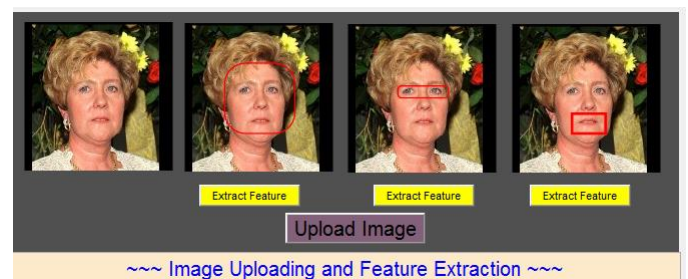 Extract Feature Extract Feature Extract Feature
Upload Image
~~~ Image Uploading and Feature Extraction ~~~